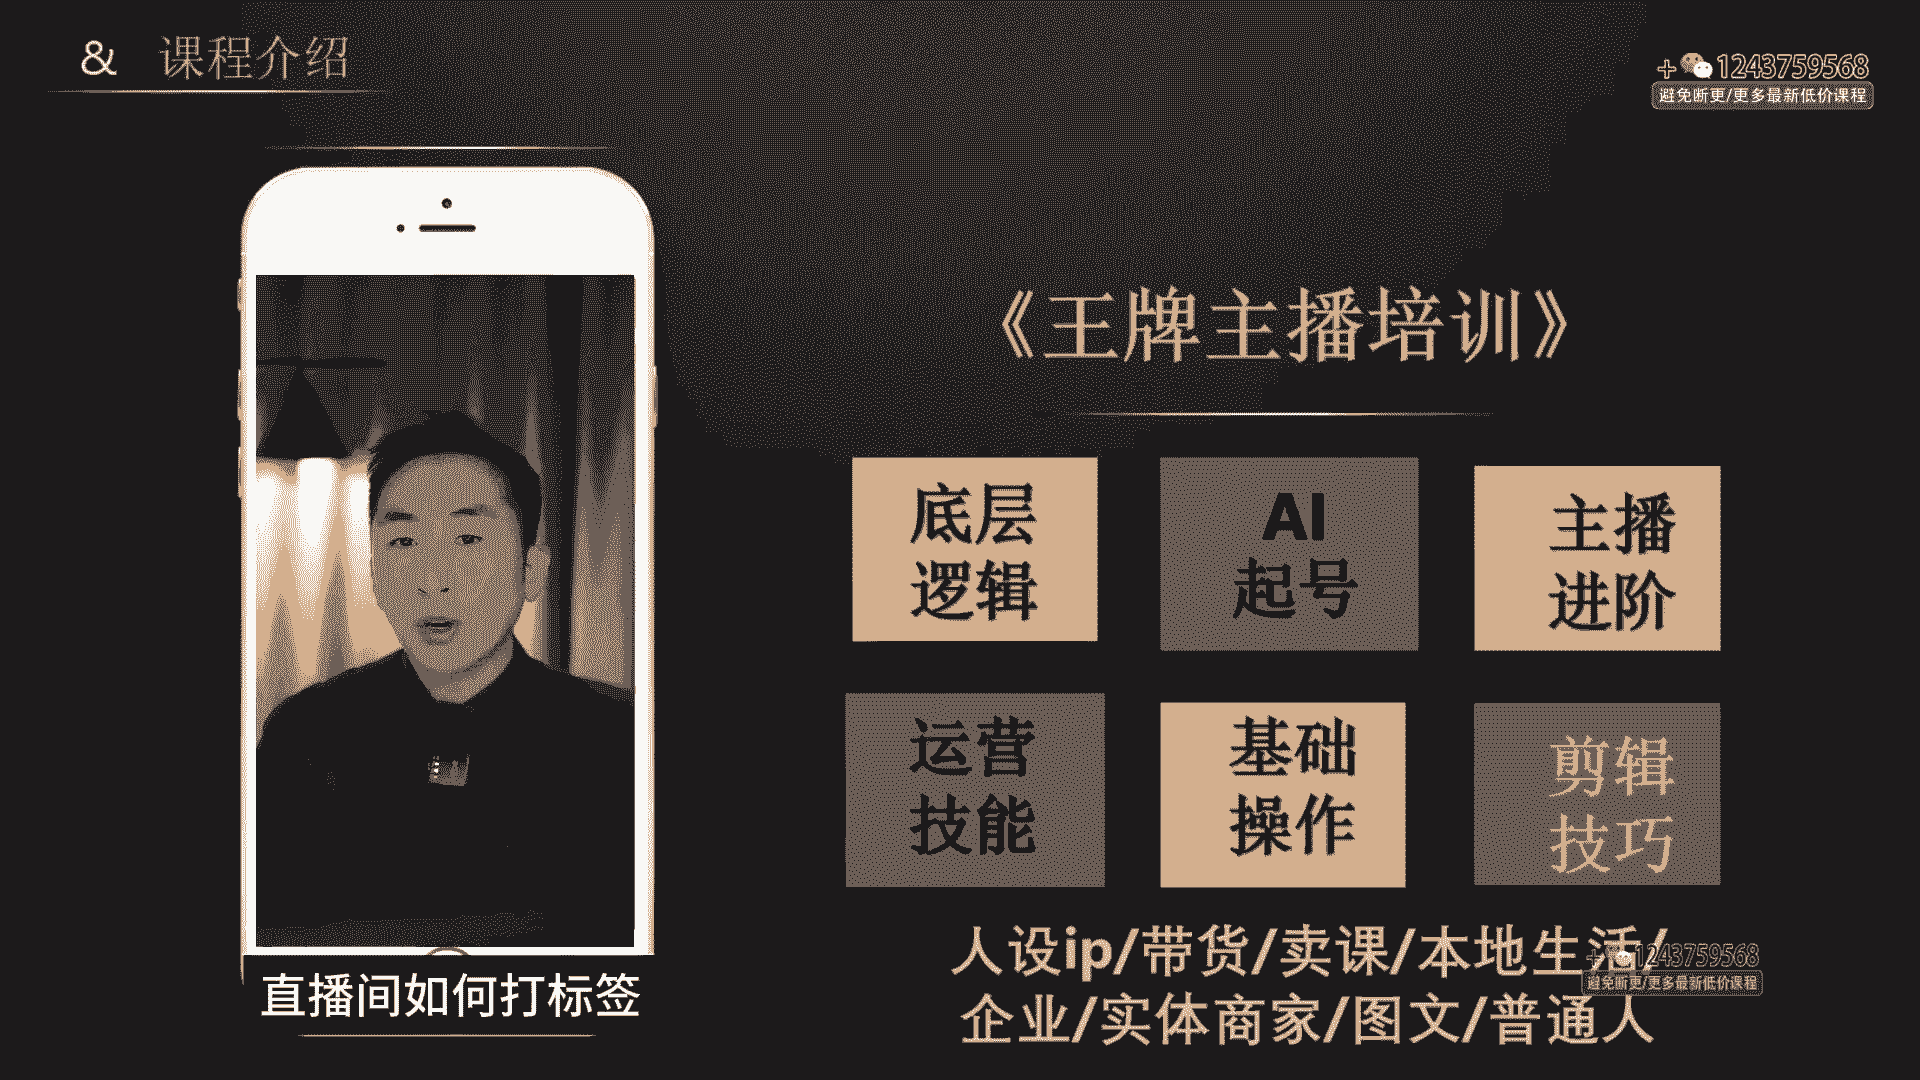 & 课程介绍
+1243759568
避免断更/更多最新低价课程
《王牌主播培训》
底层
逻辑
AI
起号
主播
进阶
运营
技能
基础
操作
剪辑
技巧
人设ip/带货/卖课/本地生活/
企业/实体商家/图文/普通人
+1243759568
避免断更/更多最新低价课程
直播间如何打标签